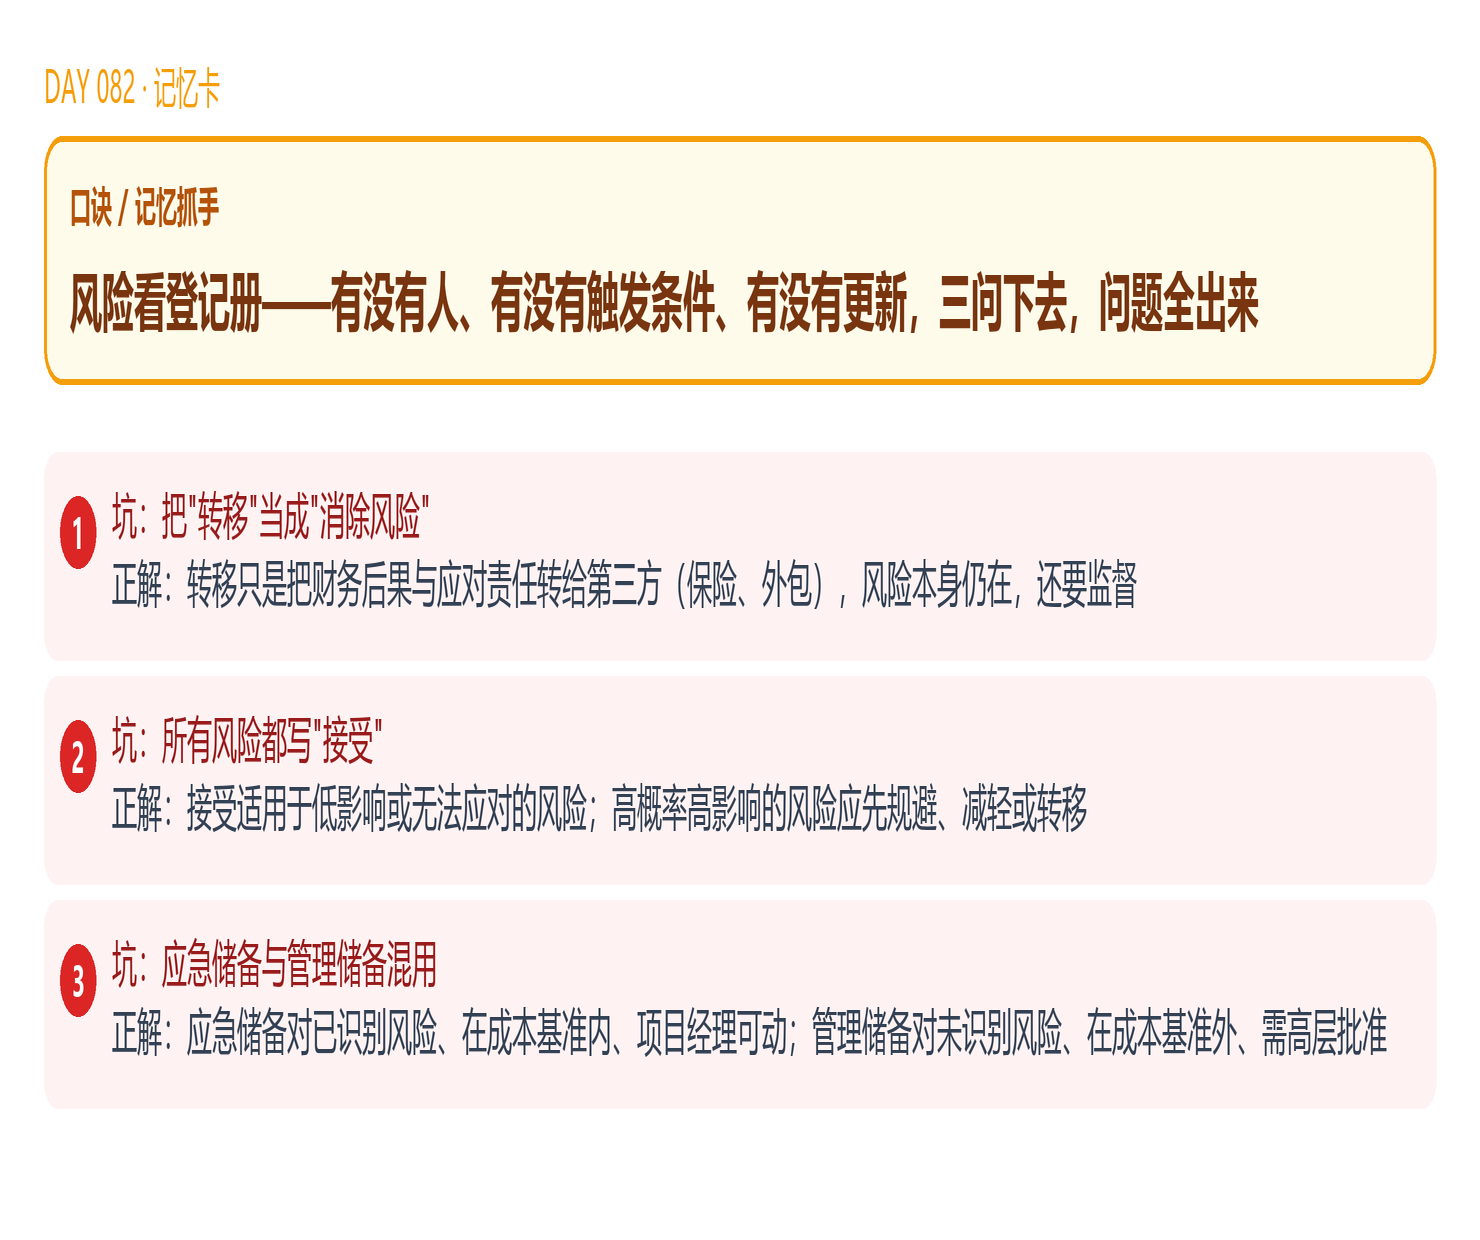 DAY 082 · 记忆卡
口诀 / 记忆抓手
风险看登记册——有没有人、有没有触发条件、有没有更新，三问下去，问题全出来
1
坑：把"转移"当成"消除风险"
正解：转移只是把财务后果与应对责任转给第三方（保险、外包），风险本身仍在，还要监督
2
坑：所有风险都写"接受"
正解：接受适用于低影响或无法应对的风险；高概率高影响的风险应先规避、减轻或转移
3
坑：应急储备与管理储备混用
正解：应急储备对已识别风险、在成本基准内、项目经理可动；管理储备对未识别风险、在成本基准外、需高层批准